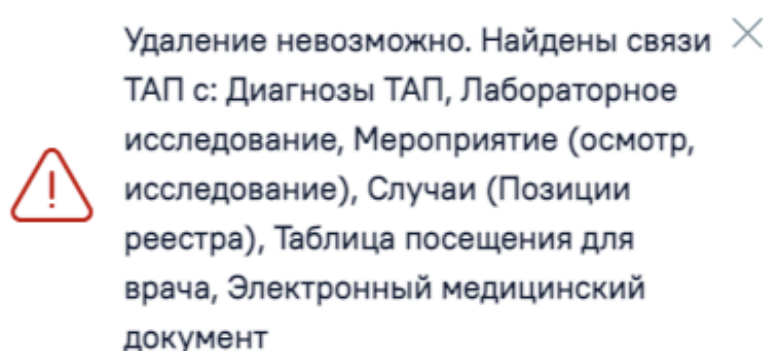 Удаление невозможно. Найдены связи
ТАП с: Диагнозы ТАП, Лабораторное
исследование, Мероприятие (осмотр,
исследование), Случаи (Позиции
реестра), Таблица посещения для
врача, Электронный медицинский
документ